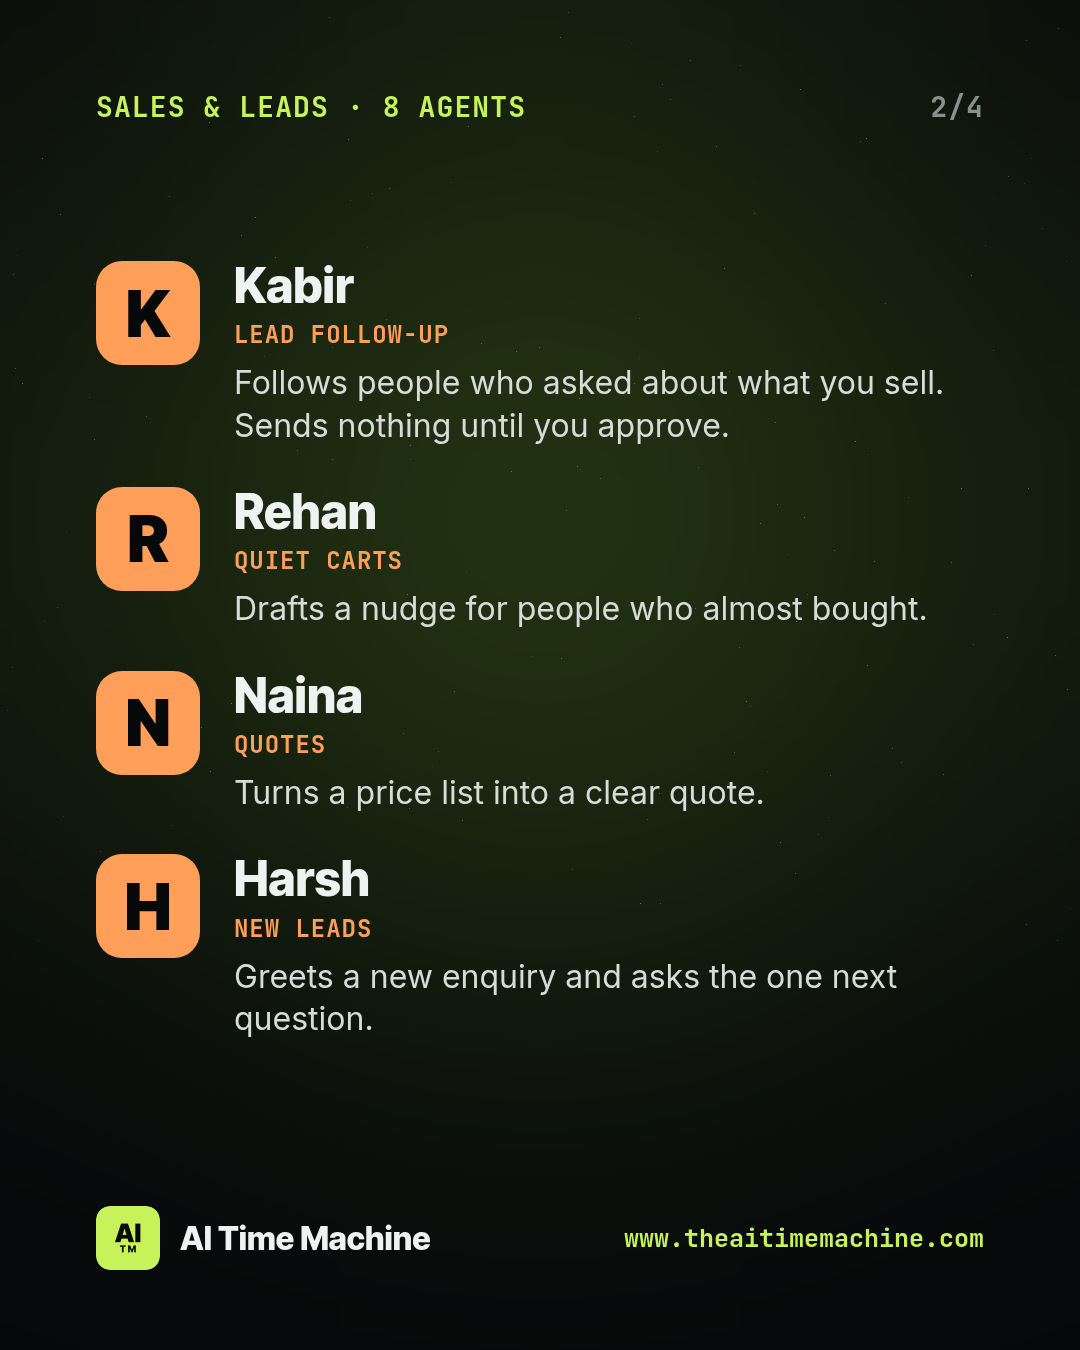 SALES & LEADS · 8 AGENTS
2/4
K
Kabir
LEAD FOLLOW-UP
Follows people who asked about what you sell.
Sends nothing until you approve.
R
Rehan
QUIET CARTS
Drafts a nudge for people who almost bought.
N
Naina
QUOTES
Turns a price list into a clear quote.
H
Harsh
NEW LEADS
Greets a new enquiry and asks the one next
question.
AI
TM
AI Time Machine
www.theaitimemachine.com